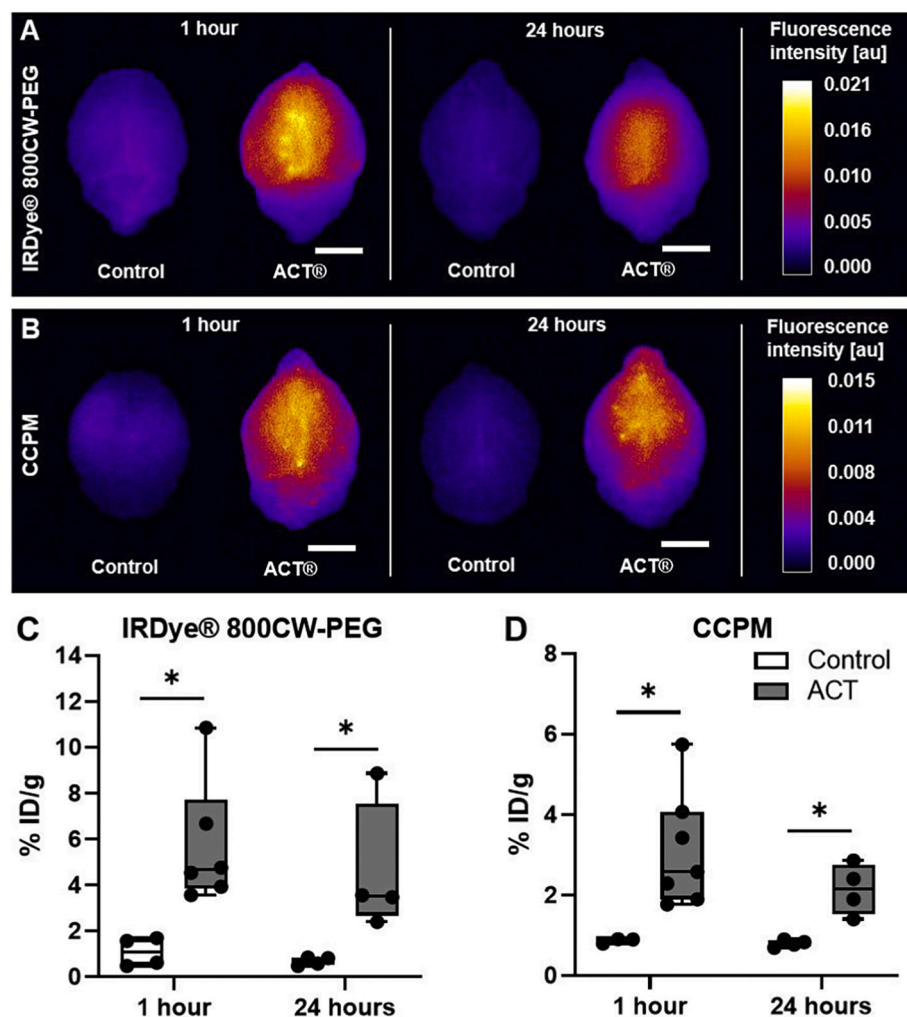 A
1 hour
24 hours
Fluorescence
intensity [au]
IRDye® 800CW-PEG
0.021
0.016
0.010
0.005
0.000
Control
ACT®
Control
ACT®
B
1 hour
24 hours
Fluorescence
intensity [au]
CCPM
0.015
0.011
0.008
0.004
0.000
Control
ACT®
Control
ACT®
C
IRDye® 800CW-PEG
% ID/g
14
12
10
8
6
4
2
0
*
*
1 hour
24 hours
D
CCPM
Control
ACT
% ID/g
8
6
4
2
0
*
*
1 hour
24 hours